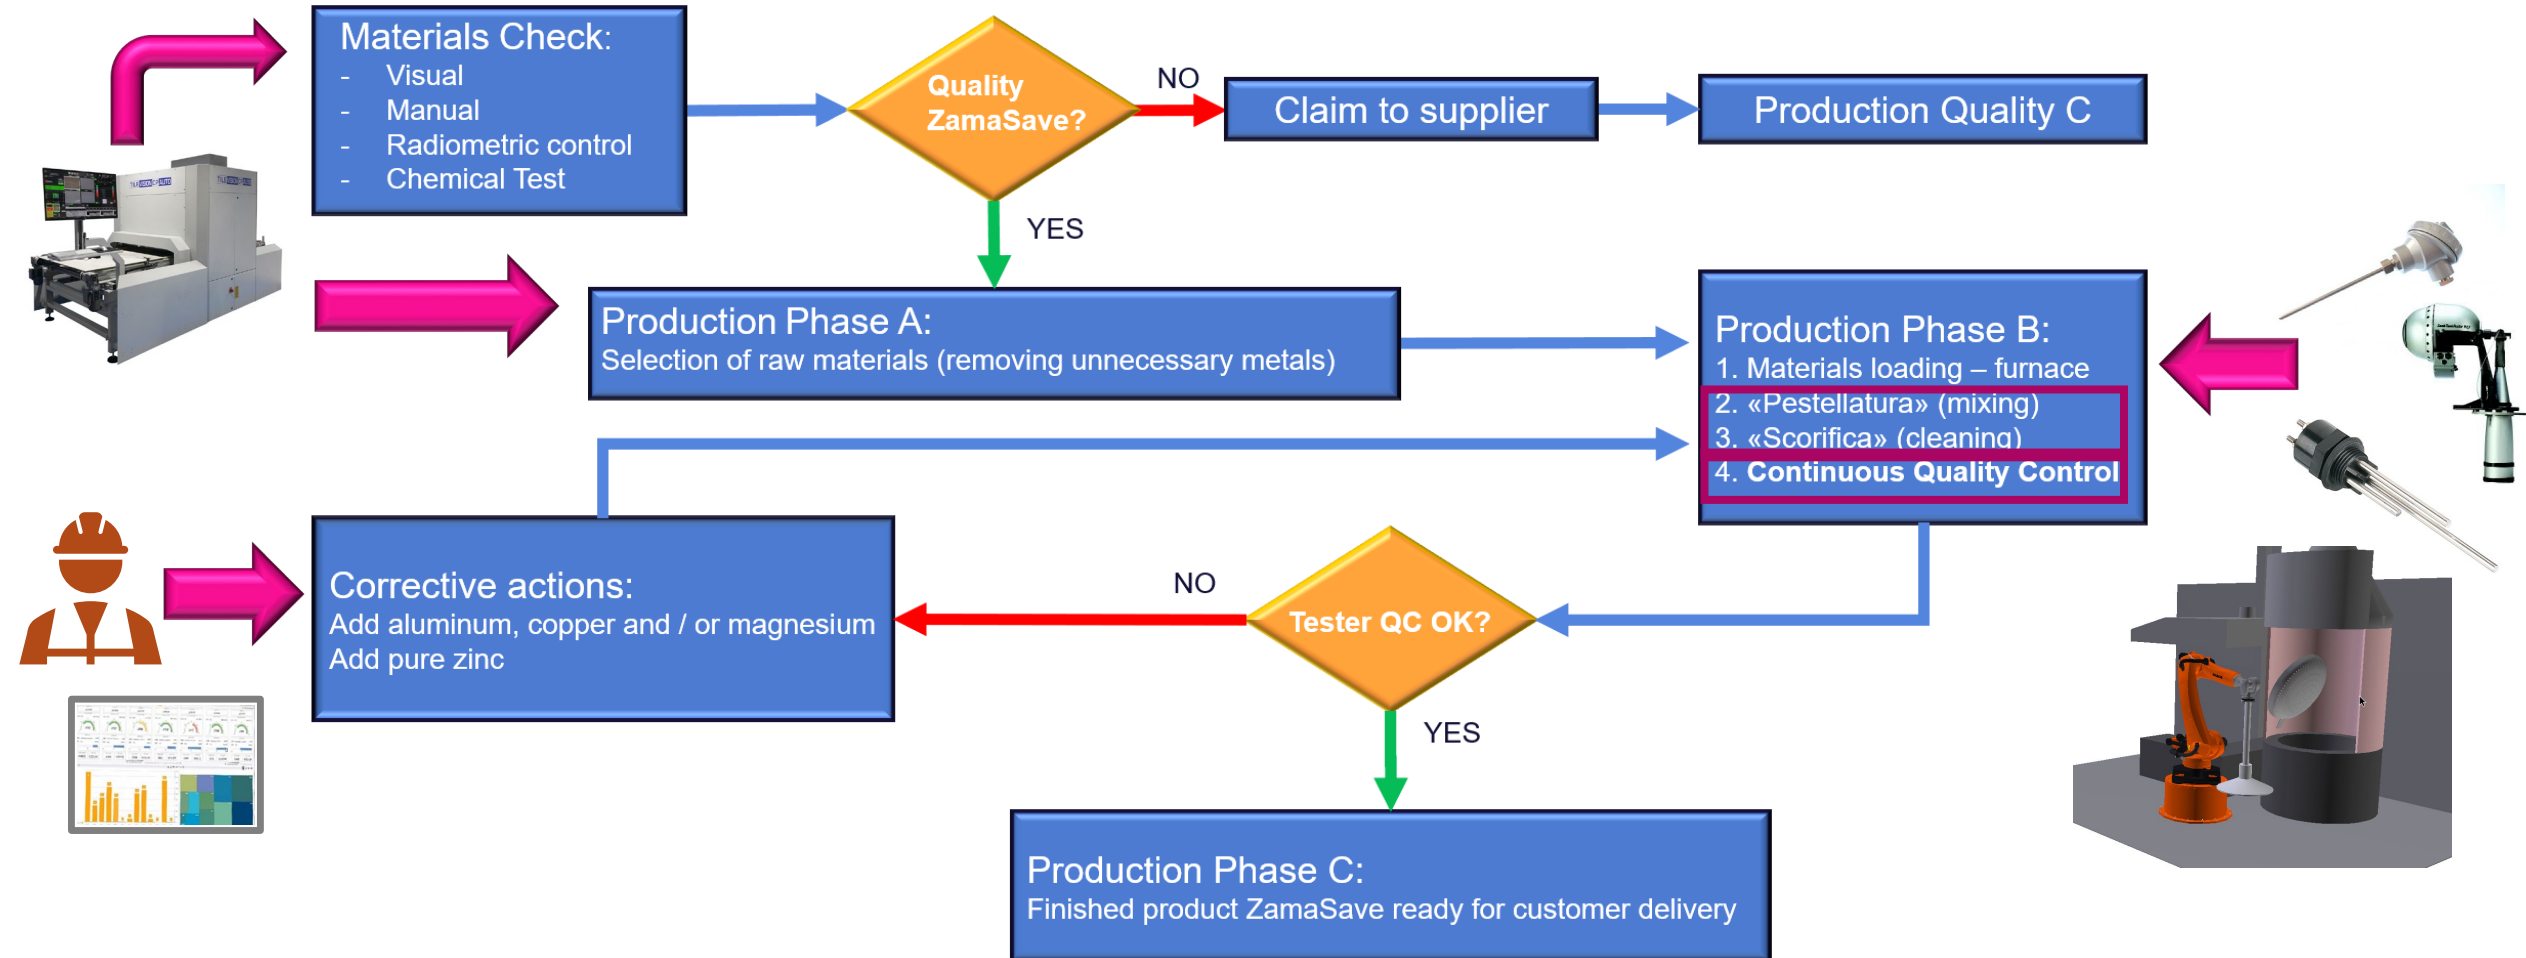 Materials Check:
- Visual
- Manual
- Radiometric control
- Chemical Test
Quality
ZamaSave?
NO
Claim to supplier
Production Quality C
YES
Production Phase A:
Selection of raw materials (removing unnecessary metals)
Production Phase B:
1. Materials loading – furnace
2. «Pestellatura» (mixing)
3. «Scorifica» (cleaning)
4. Continuous Quality Control
Corrective actions:
Add aluminum, copper and / or magnesium
Add pure zinc
NO
Tester QC OK?
YES
Production Phase C:
Finished product ZamaSave ready for customer delivery